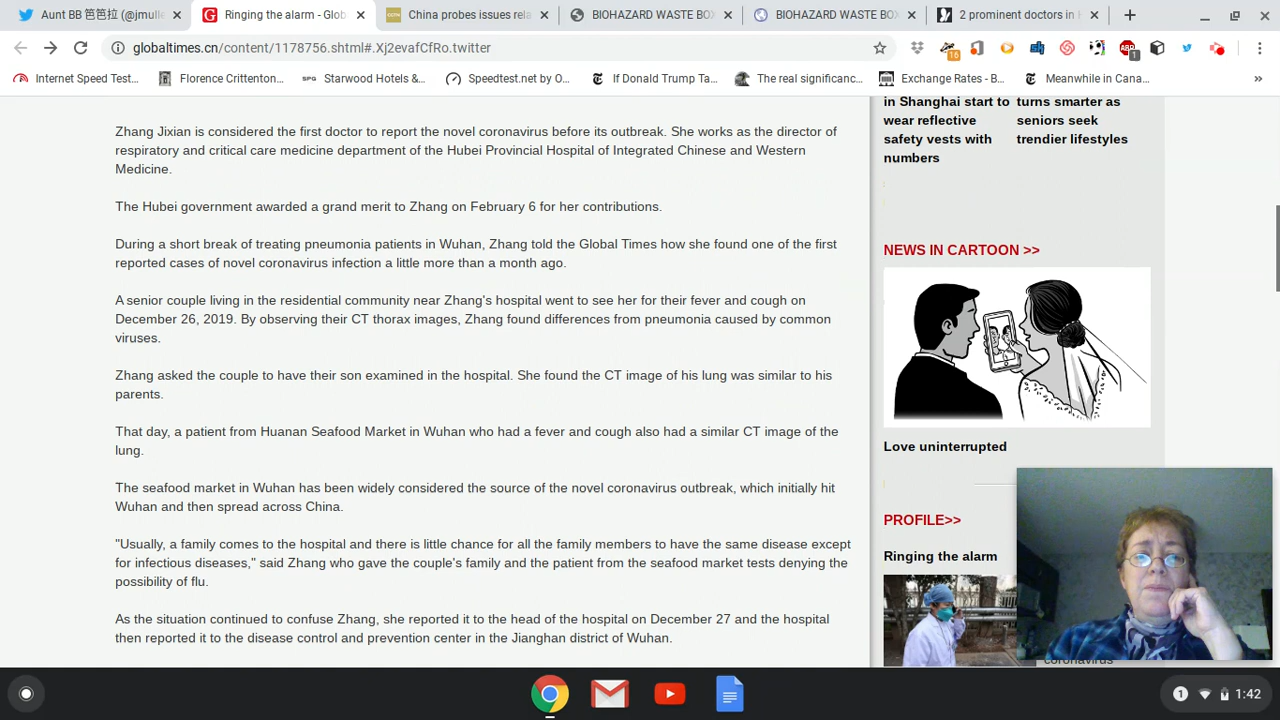 Aunt BB 笆笆拉 (@jmulle
Ringing the alarm - Glob
China probes issues rela
BIOHAZARD WASTE BOX
BIOHAZARD WASTE BOX
2 prominent doctors in H
globaltimes.cn/content/1178756.shtml#.Xj2evafCfRo.twitter
16
1
Internet Speed Test...
Florence Crittenton...
SPG Starwood Hotels &...
Speedtest.net by O...
If Donald Trump Ta...
The real significanc...
Exchange Rates - B...
Meanwhile in Cana...
»
Zhang Jixian is considered the first doctor to report the novel coronavirus before its outbreak. She works as the director of
respiratory and critical care medicine department of the Hubei Provincial Hospital of Integrated Chinese and Western
Medicine.
The Hubei government awarded a grand merit to Zhang on February 6 for her contributions.
During a short break of treating pneumonia patients in Wuhan, Zhang told the Global Times how she found one of the first
reported cases of novel coronavirus infection a little more than a month ago.
A senior couple living in the residential community near Zhang's hospital went to see her for their fever and cough on
December 26, 2019. By observing their CT thorax images, Zhang found differences from pneumonia caused by common
viruses.
Zhang asked the couple to have their son examined in the hospital. She found the CT image of his lung was similar to his
parents.
That day, a patient from Huanan Seafood Market in Wuhan who had a fever and cough also had a similar CT image of the
lung.
The seafood market in Wuhan has been widely considered the source of the novel coronavirus outbreak, which initially hit
Wuhan and then spread across China.
"Usually, a family comes to the hospital and there is little chance for all the family members to have the same disease except
for infectious diseases," said Zhang who gave the couple's family and the patient from the seafood market tests denying the
possibility of flu.
As the situation continued to confuse Zhang, she reported it to the head of the hospital on December 27 and the hospital
then reported it to the disease control and prevention center in the Jianghan district of Wuhan.
in Shanghai start to
wear reflective
safety vests with
numbers
turns smarter as
seniors seek
trendier lifestyles
NEWS IN CARTOON >>
Love uninterrupted
PROFILE>>
Ringing the alarm
coronavirus
1
1:42